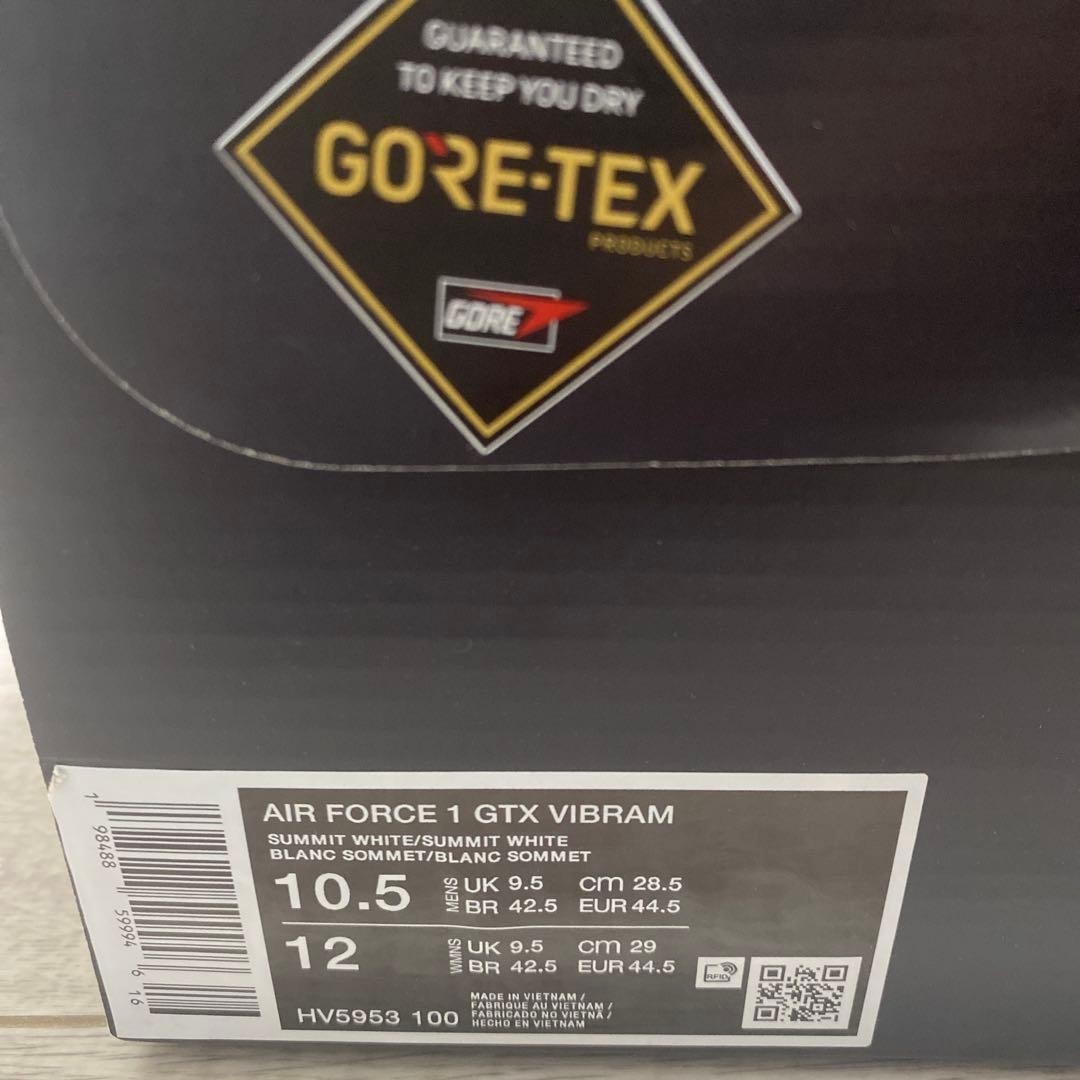 GUARANTEED
TO KEEP YOU DRY
GORE-TEX
PRODUCTS
GORE
AIR FORCE 1 GTX VIBRAM
SUMMIT WHITE/SUMMIT WHITE
BLANC SOMMET/BLANC SOMMET
10.5 MENS UK 9.5 CM 28.5
BR 42.5 EUR 44.5
12 WMNS UK 9.5 CM 29
BR 42.5 EUR 44.5
RFID
HV5953 100
MADE IN VIETNAM /
FABRIQUE AU VIETNAM /
FABRICADO NO VIETNÃ /
HECHO EN VIETNAM
1 98488 59994 6 16